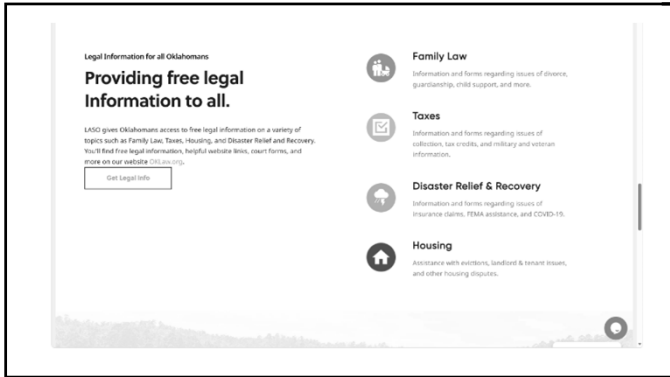 Legal Information for all Oklahomans
Providing free legal
Information to all.
LASO gives Oklahomans access to free legal information on a variety of
topics such as Family Law, Taxes, Housing, and Disaster Relief and Recovery.
You'll find free legal information, helpful website links, court forms, and
more on our website OKLaw.org.
Get Legal Info
Family Law
Information and forms regarding issues of divorce,
guardianship, child support, and more.
Taxes
Information and forms regarding issues of
collection, tax credits, and military and veteran
information.
Disaster Relief & Recovery
Information and forms regarding issues of
insurance claims, FEMA assistance, and COVID-19.
Housing
Assistance with evictions, landlord & tenant issues,
and other housing disputes.